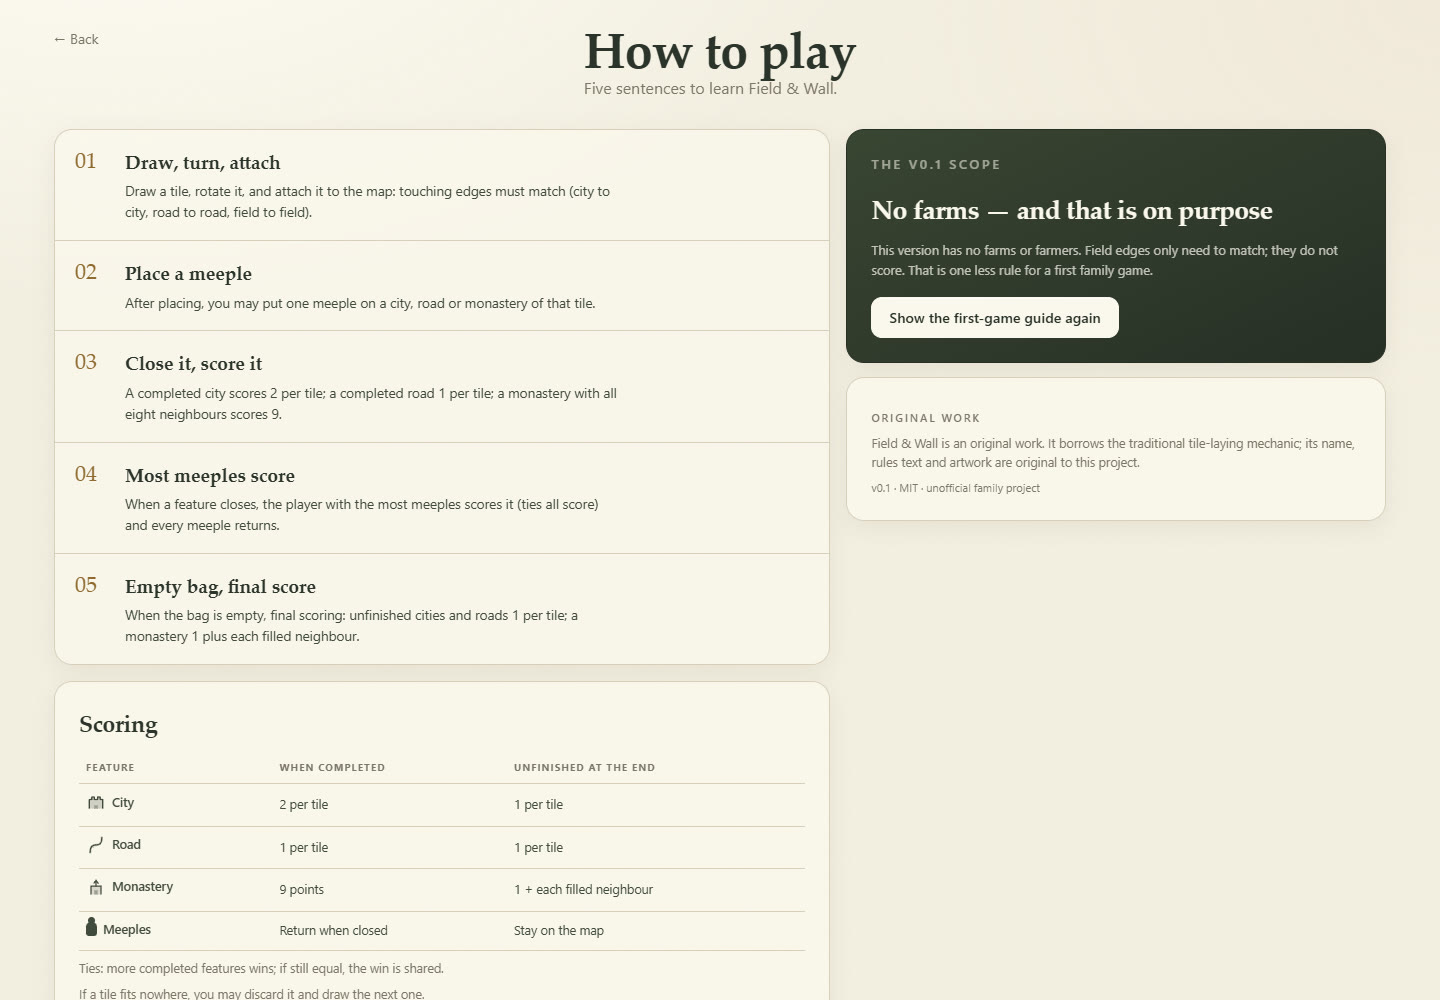 ← Back
How to play
Five sentences to learn Field & Wall.
01
Draw, turn, attach
Draw a tile, rotate it, and attach it to the map: touching edges must match (city to
city, road to road, field to field).
02
Place a meeple
After placing, you may put one meeple on a city, road or monastery of that tile.
03
Close it, score it
A completed city scores 2 per tile; a completed road 1 per tile; a monastery with all
eight neighbours scores 9.
04
Most meeples score
When a feature closes, the player with the most meeples scores it (ties all score)
and every meeple returns.
05
Empty bag, final score
When the bag is empty, final scoring: unfinished cities and roads 1 per tile; a
monastery 1 plus each filled neighbour.
Scoring
FEATURE WHEN COMPLETED UNFINISHED AT THE END
City 2 per tile 1 per tile
Road 1 per tile 1 per tile
Monastery 9 points 1 + each filled neighbour
Meeples Return when closed Stay on the map
Ties: more completed features wins; if still equal, the win is shared.
If a tile fits nowhere, you may discard it and draw the next one.
THE V0.1 SCOPE
No farms — and that is on purpose
This version has no farms or farmers. Field edges only need to match; they do not
score. That is one less rule for a first family game.
Show the first-game guide again
ORIGINAL WORK
Field & Wall is an original work. It borrows the traditional tile-laying mechanic; its name,
rules text and artwork are original to this project.
v0.1 · MIT · unofficial family project